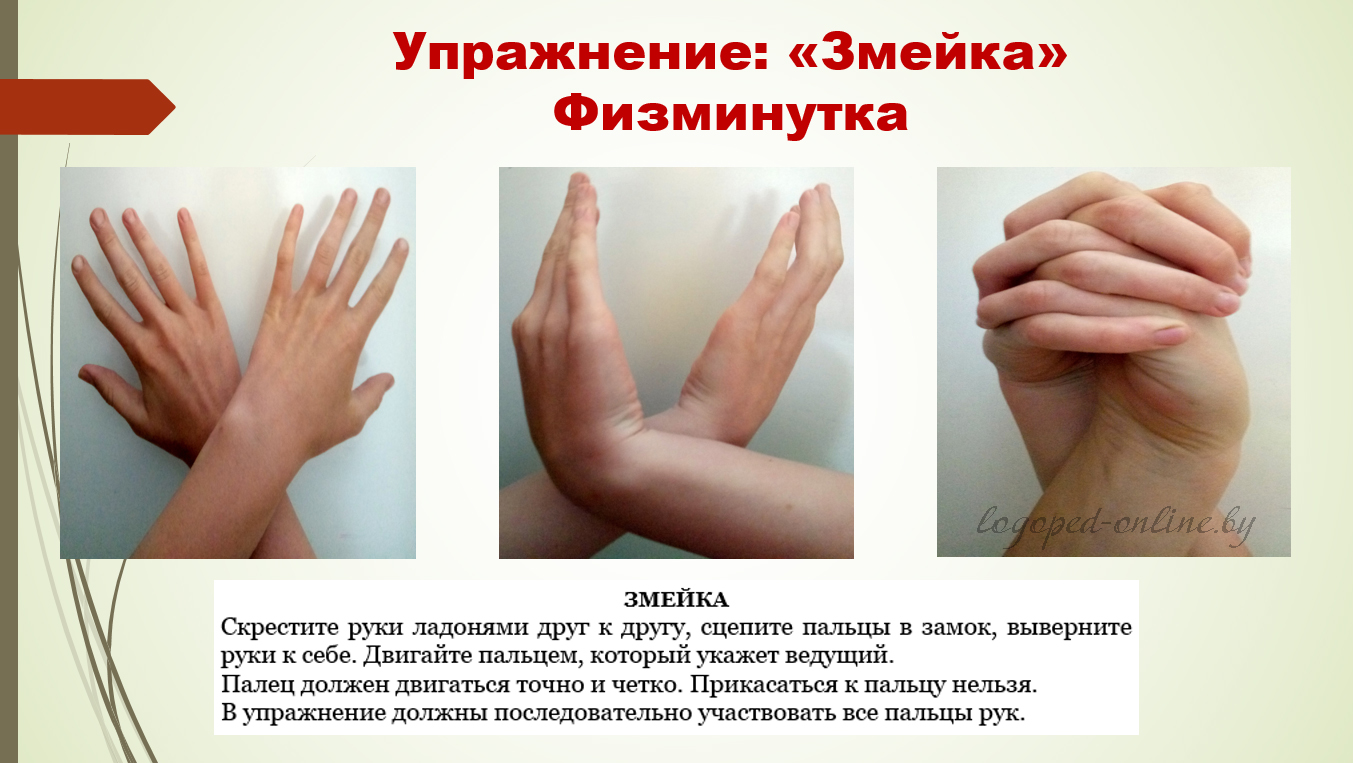 Упражнение: «Змейка»
Физминутка
logoped-online.by
ЗМЕЙКА
Скрестите руки ладонями друг к другу, сцепите пальцы в замок, выверните
руки к себе. Двигайте пальцем, который укажет ведущий.
Палец должен двигаться точно и четко. Прикасаться к пальцу нельзя.
В упражнение должны последовательно участвовать все пальцы рук.